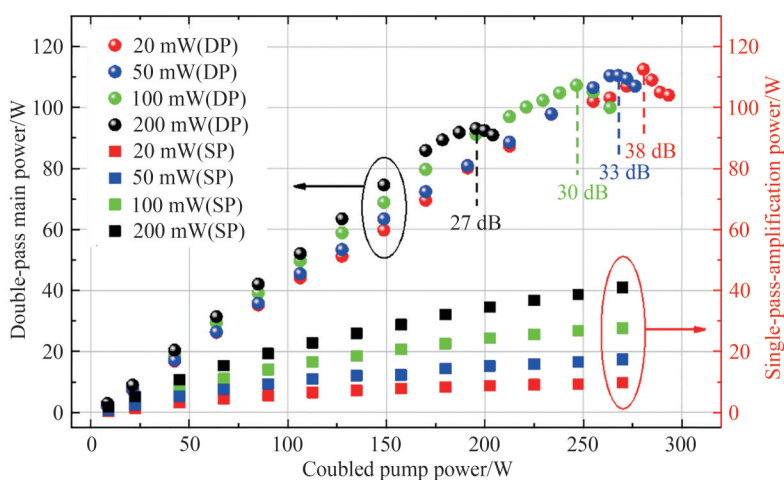 120
100
80
60
40
20
0
Double-pass main power/W
20 mW(DP)
50 mW(DP)
100 mW(DP)
200 mW(DP)
20 mW(SP)
50 mW(SP)
100 mW(SP)
200 mW(SP)
27 dB
30 dB
33 dB
38 dB
120
100
80
60
40
20
0
Single-pass-amplification power/W
0
50
100
150
200
250
300
Coubled pump power/W